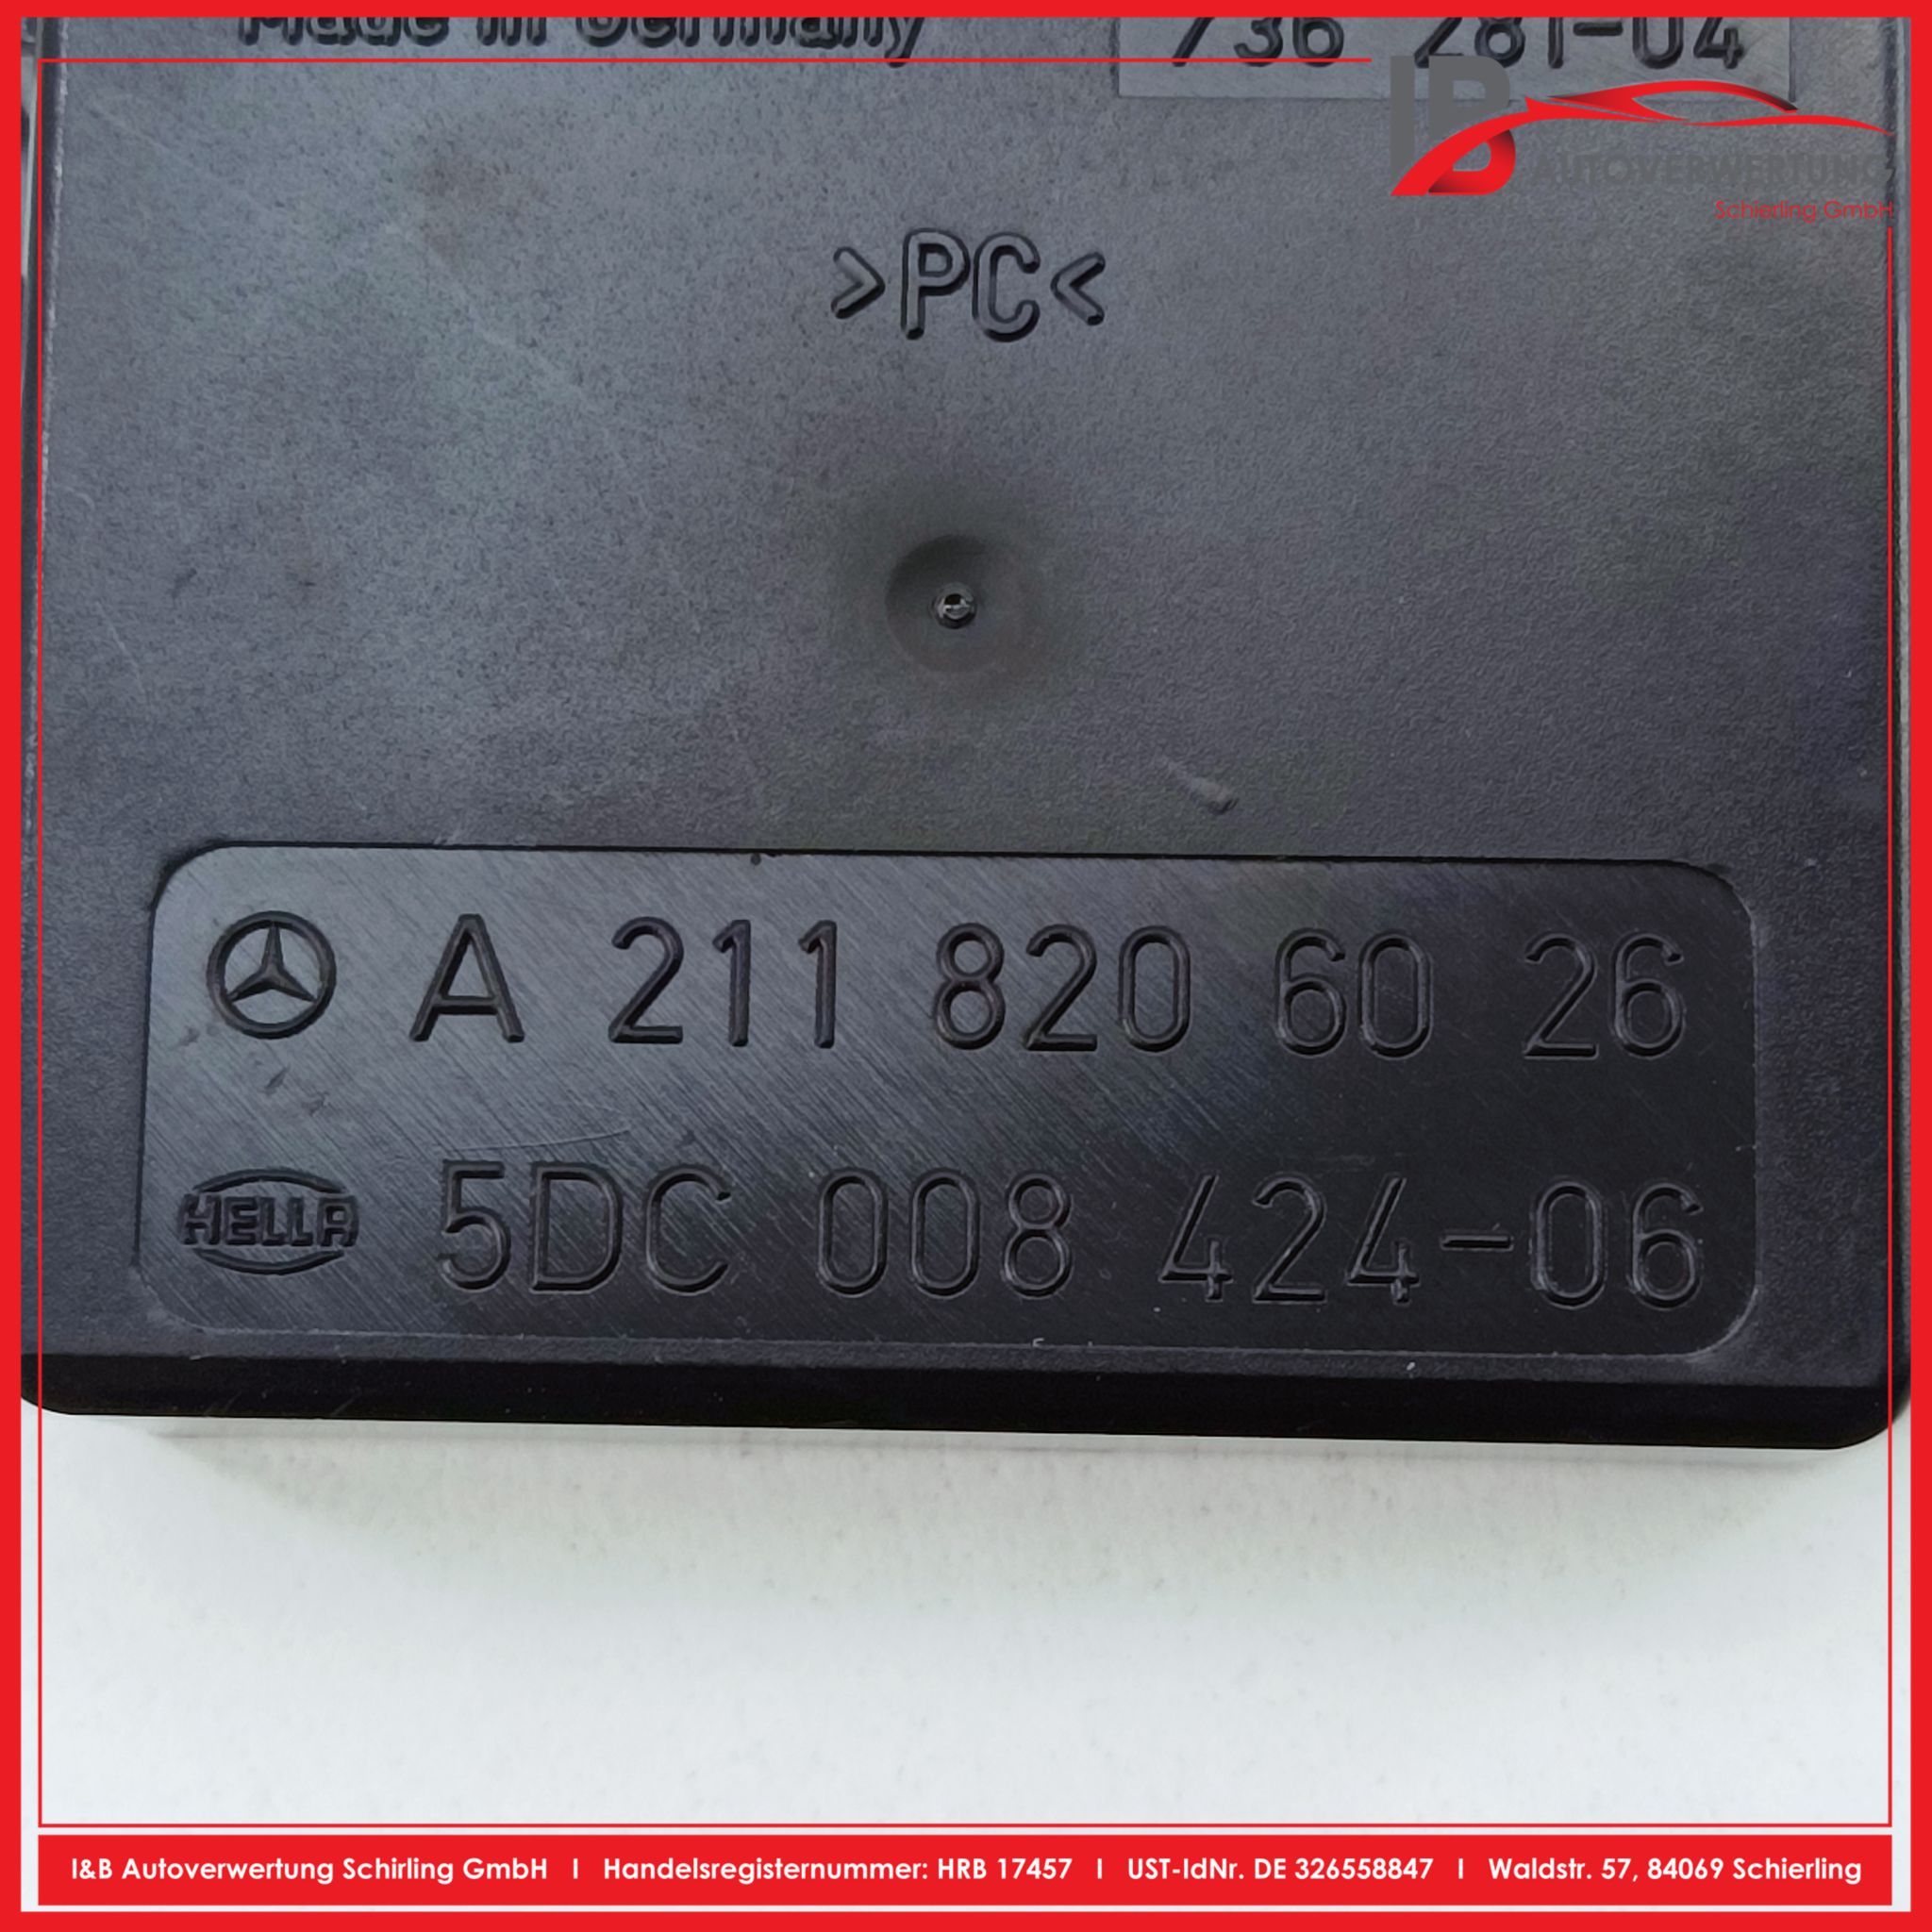 Made in Germany
736 281-04
IB
AUTOVERWERTUNG
Schierling GmbH
>PC<
A 211 820 60 26
HELLA 5DC 008 424-06
I&B Autoverwertung Schirling GmbH I Handelsregisternummer: HRB 17457 I UST-IdNr. DE 326558847 I Waldstr. 57, 84069 Schierling